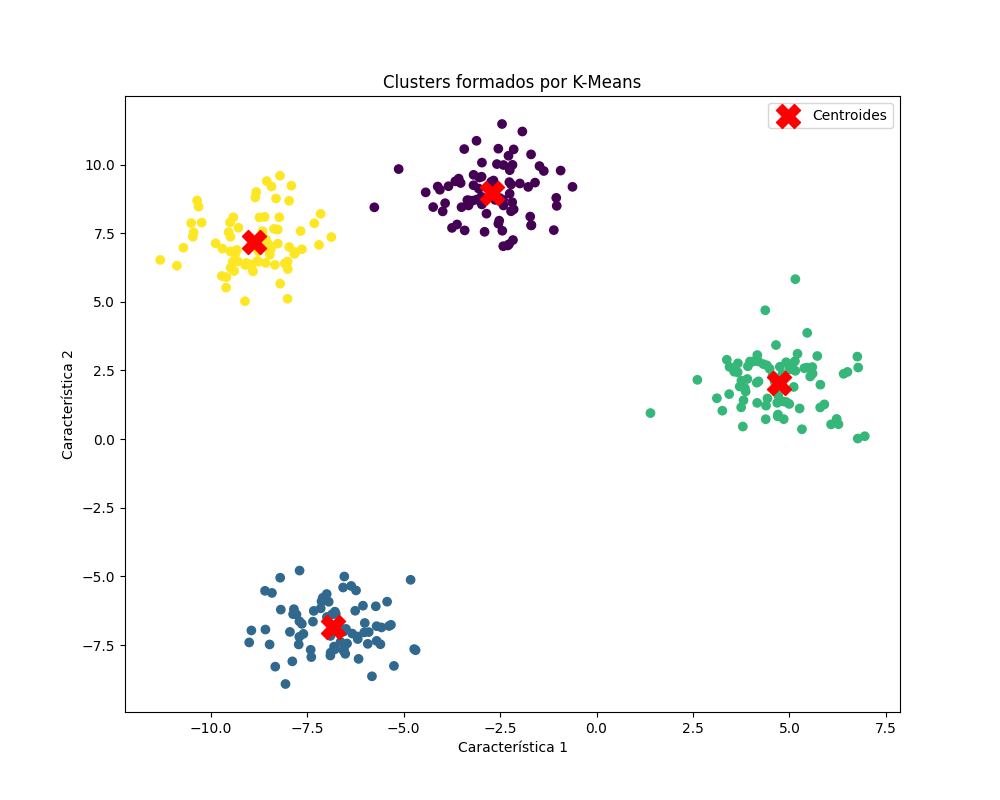 Clusters formados por K-Means
Centroides
10.0
7.5
5.0
2.5
0.0
−2.5
−5.0
−7.5
Característica 2
−10.0 −7.5 −5.0 −2.5 0.0 2.5 5.0 7.5
Característica 1